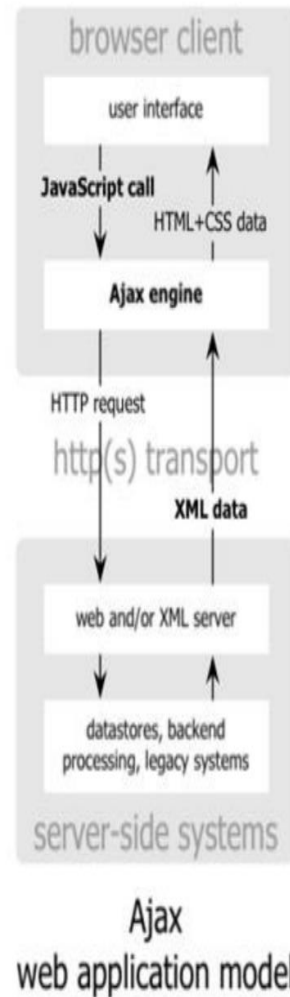 browser client
user interface
JavaScript call
HTML+CSS data
Ajax engine
HTTP request
http(s) transport
XML data
web and/or XML server
datastores, backend
processing, legacy systems
server-side systems
Ajax
web application model